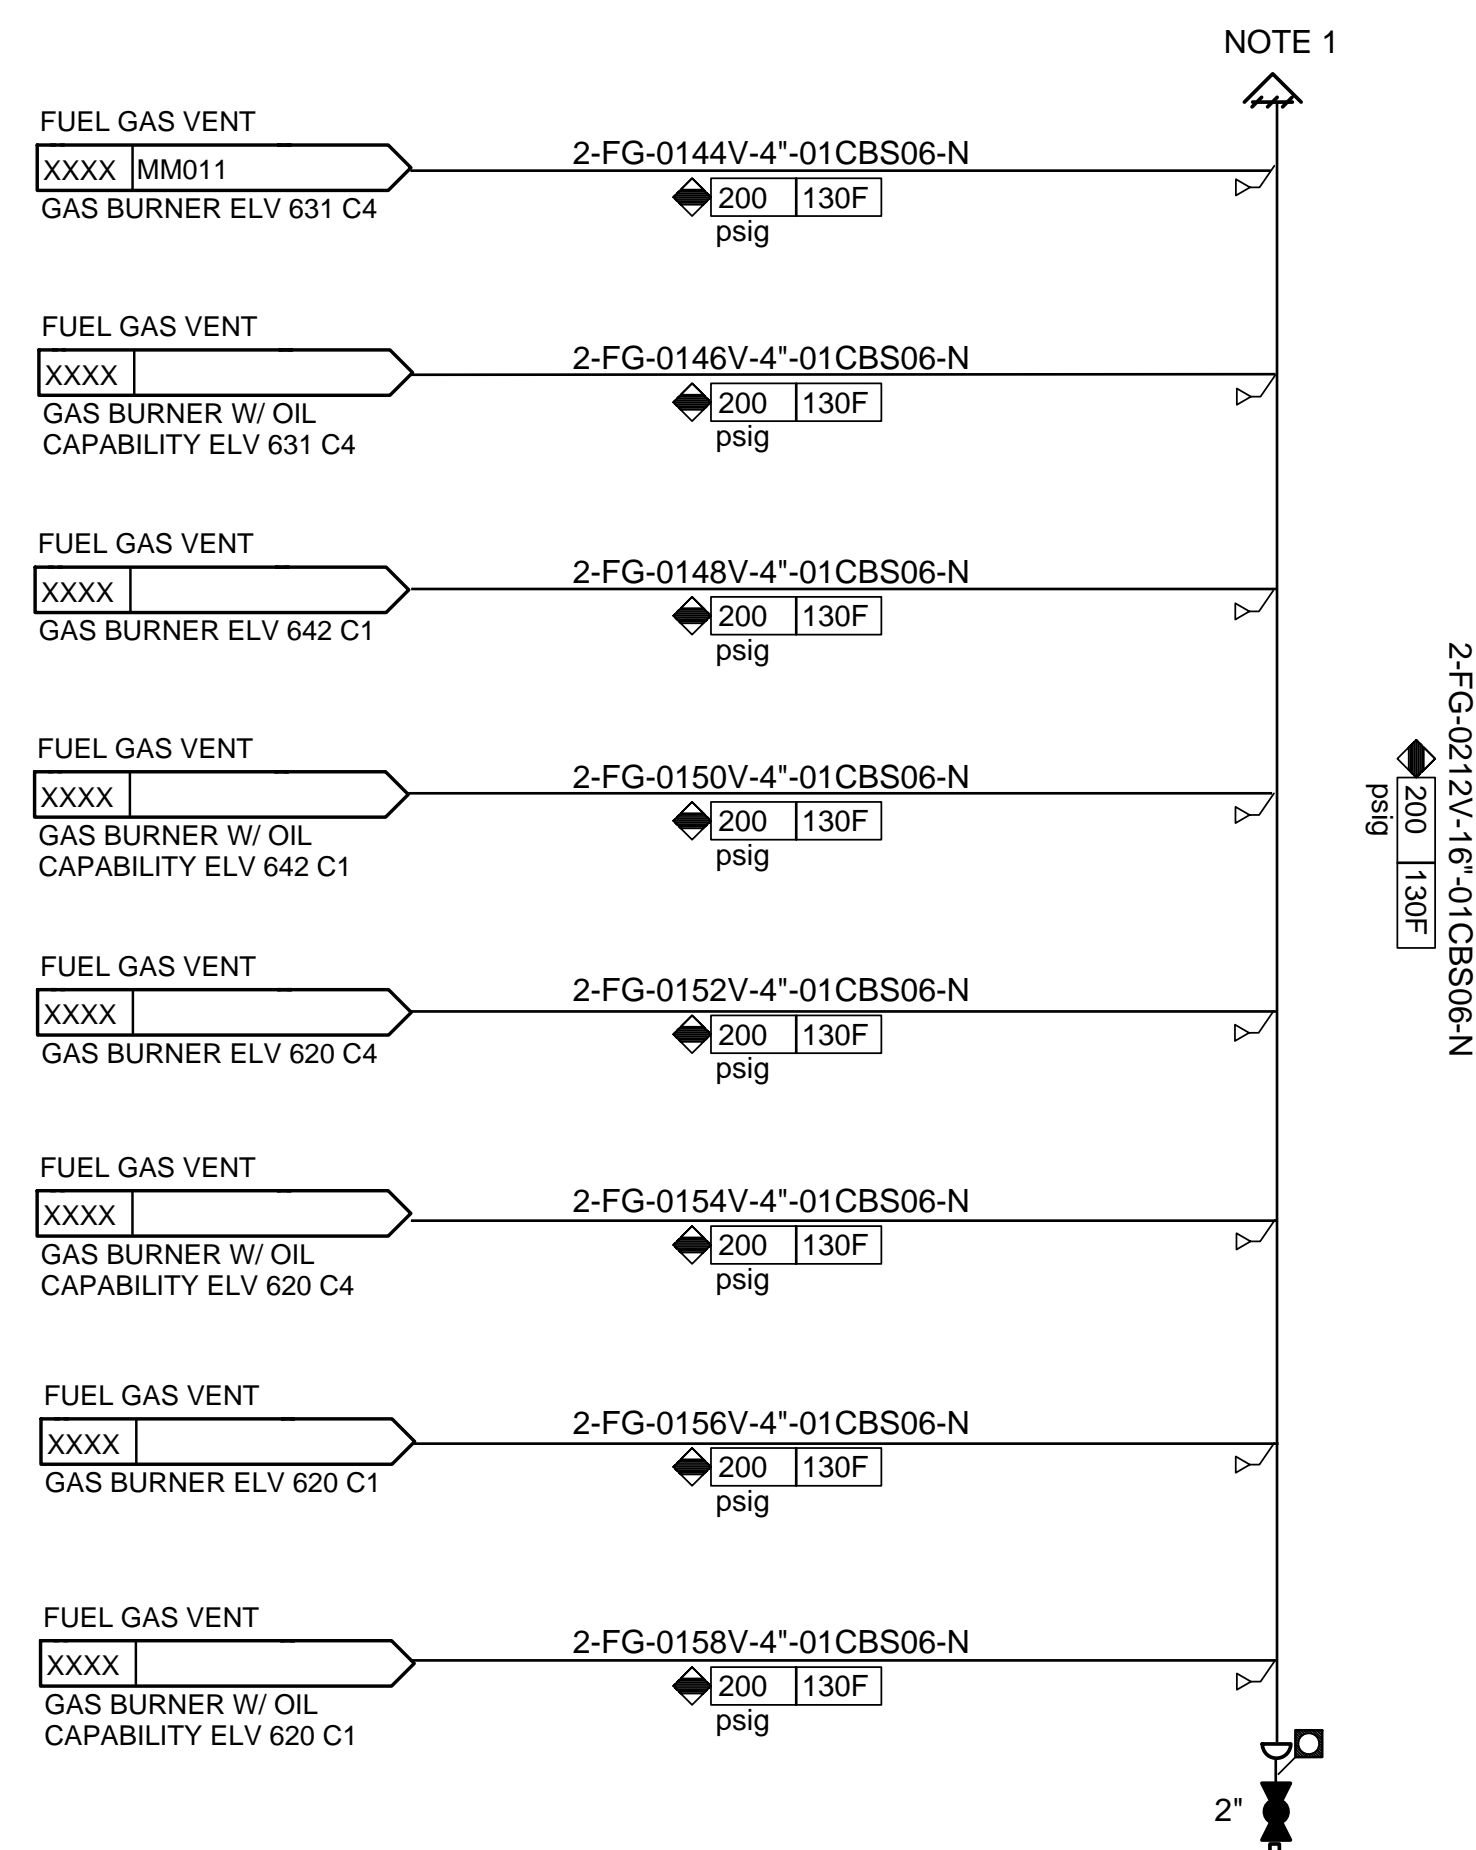 NOTE 1
FUEL GAS VENT
XXXX MM011
GAS BURNER ELV 631 C4
2-FG-0144V-4"-01CBS06-N
200 130F
psig
FUEL GAS VENT
XXXX
GAS BURNER W/ OIL
CAPABILITY ELV 631 C4
2-FG-0146V-4"-01CBS06-N
200 130F
psig
FUEL GAS VENT
XXXX
GAS BURNER ELV 642 C1
2-FG-0148V-4"-01CBS06-N
200 130F
psig
FUEL GAS VENT
XXXX
GAS BURNER W/ OIL
CAPABILITY ELV 642 C1
2-FG-0150V-4"-01CBS06-N
200 130F
psig
2-FG-0212V-16"-01CBS06-N
200 130F
psig
FUEL GAS VENT
XXXX
GAS BURNER ELV 620 C4
2-FG-0152V-4"-01CBS06-N
200 130F
psig
FUEL GAS VENT
XXXX
GAS BURNER W/ OIL
CAPABILITY ELV 620 C4
2-FG-0154V-4"-01CBS06-N
200 130F
psig
FUEL GAS VENT
XXXX
GAS BURNER ELV 620 C1
2-FG-0156V-4"-01CBS06-N
200 130F
psig
FUEL GAS VENT
XXXX
GAS BURNER W/ OIL
CAPABILITY ELV 620 C1
2-FG-0158V-4"-01CBS06-N
200 130F
psig
2"